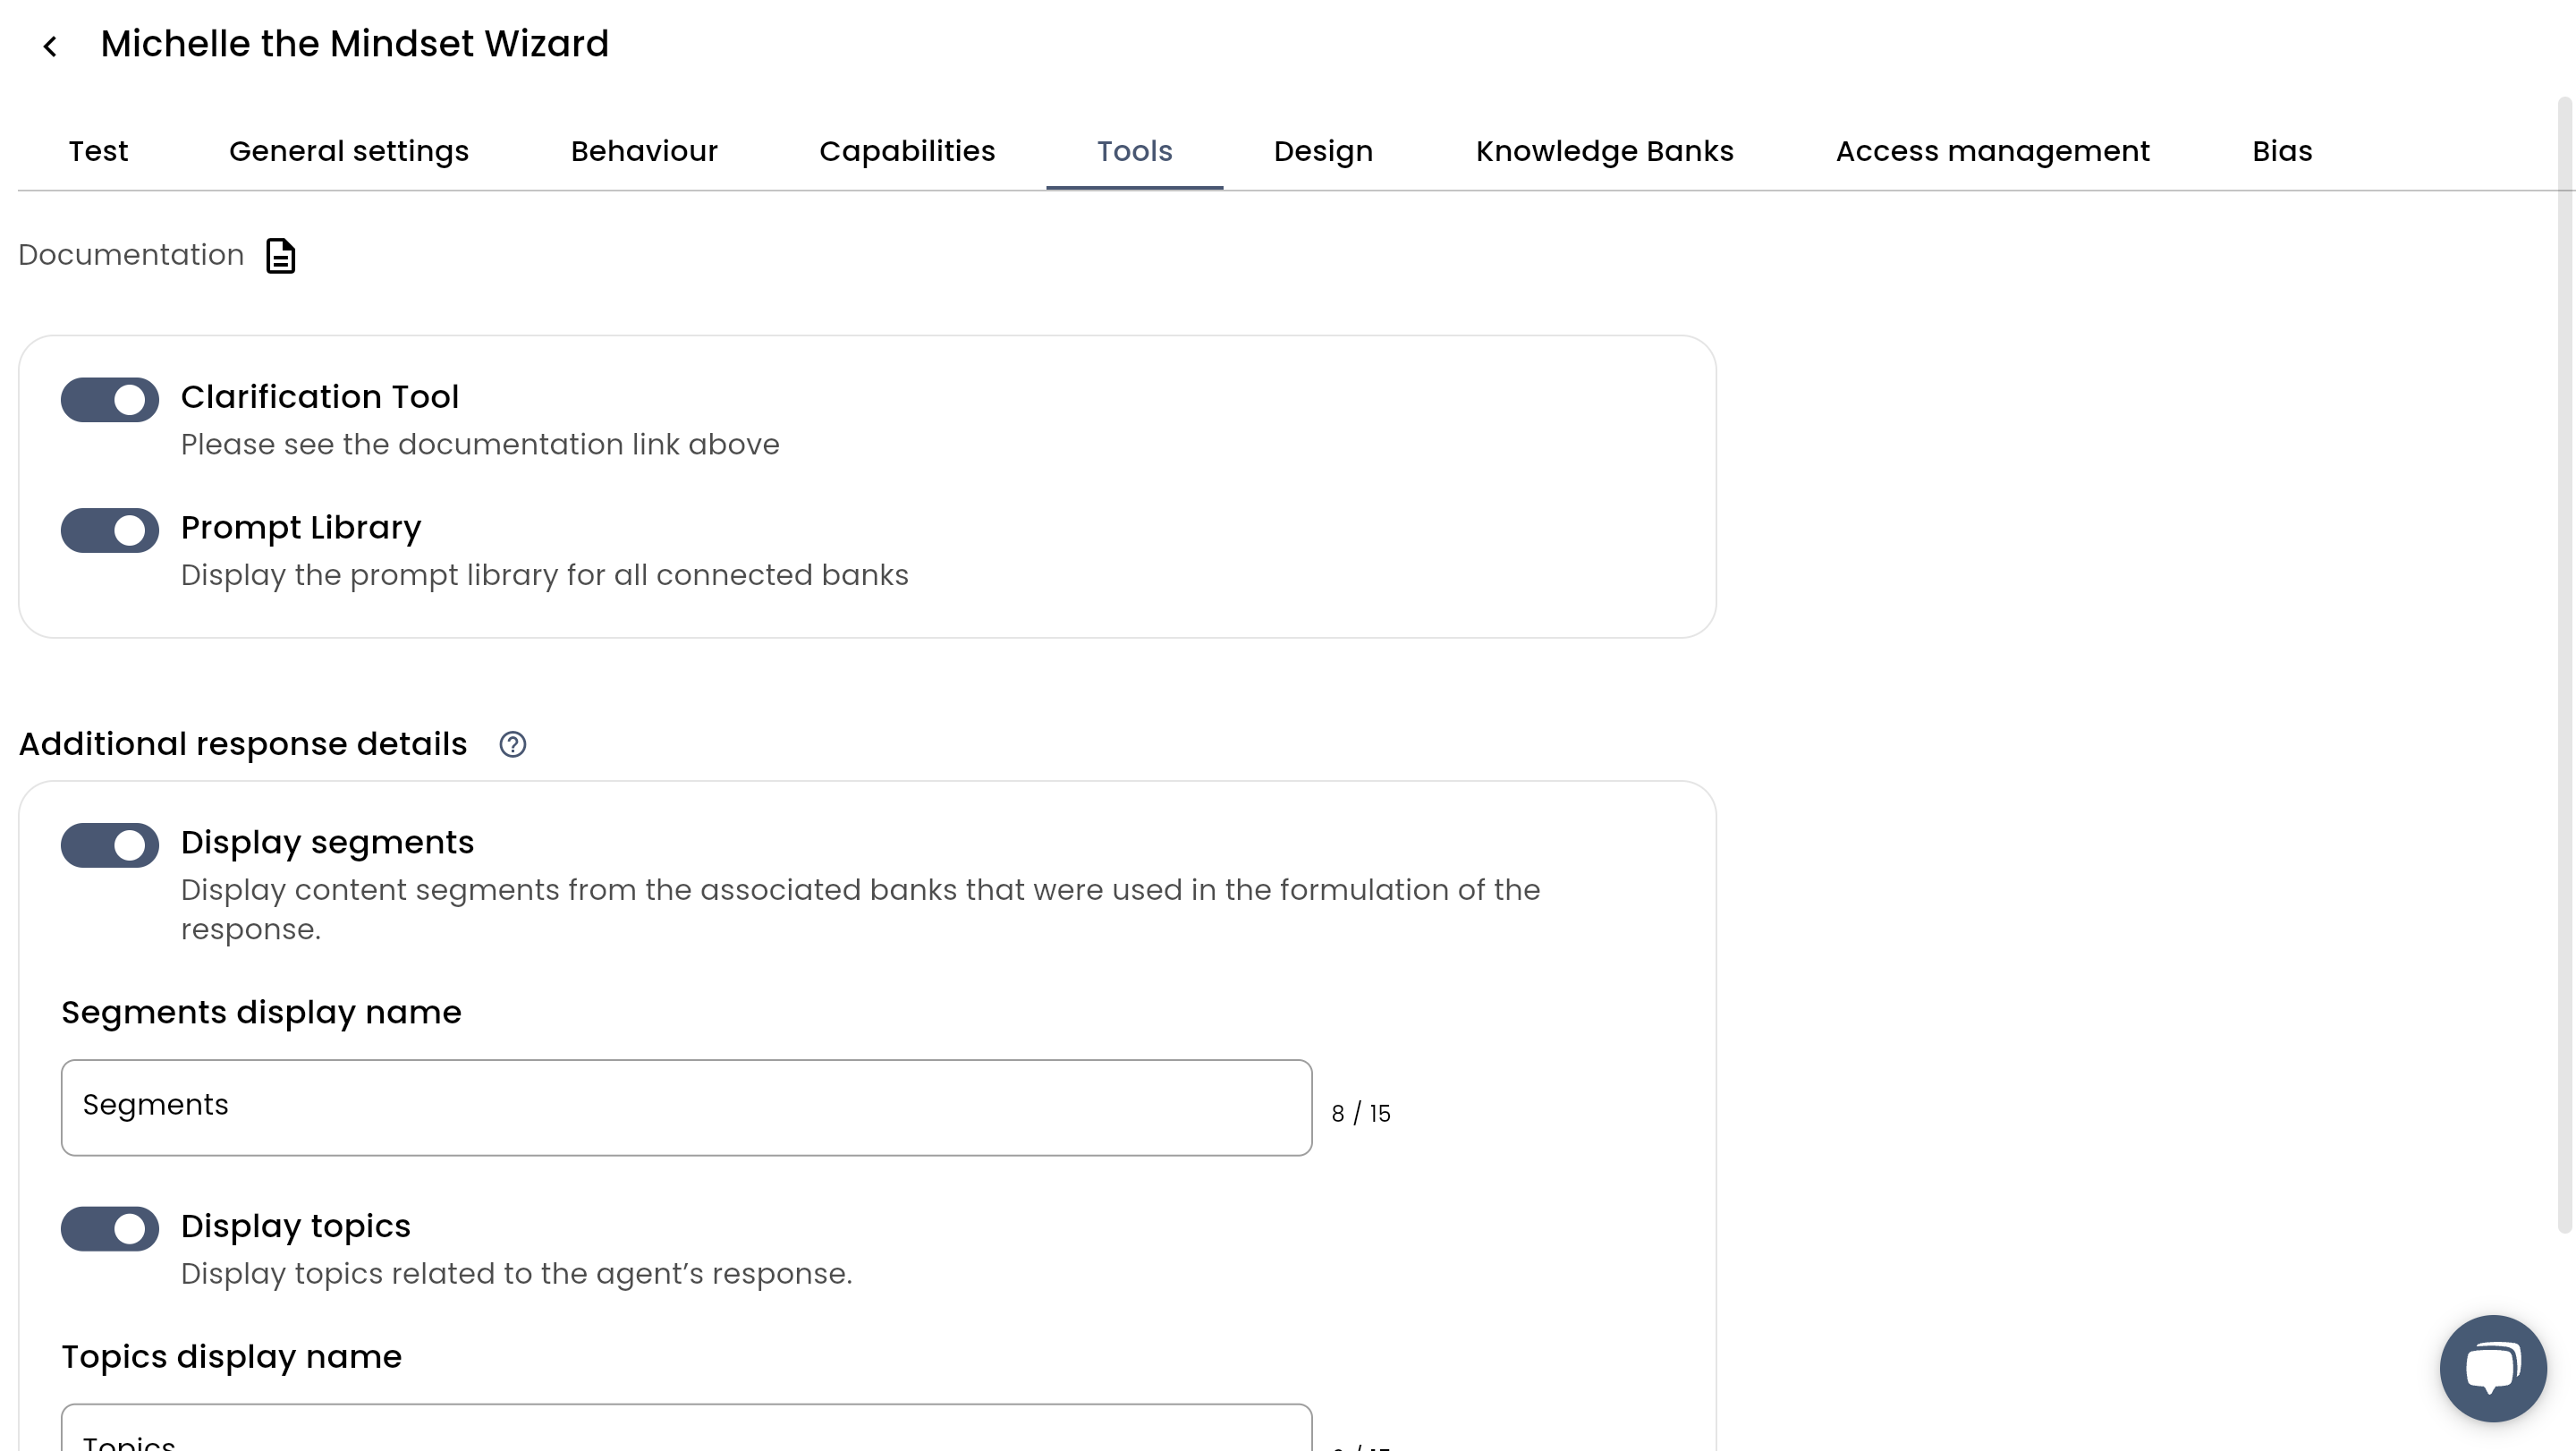 Michelle the Mindset Wizard
Test General settings Behaviour Capabilities Tools Design Knowledge Banks Access management Bias
Documentation
Clarification Tool
Please see the documentation link above
Prompt Library
Display the prompt library for all connected banks
Additional response details
Display segments
Display content segments from the associated banks that were used in the formulation of the
response.
Segments display name
Segments
8 / 15
Display topics
Display topics related to the agent’s response.
Topics display name
Topics